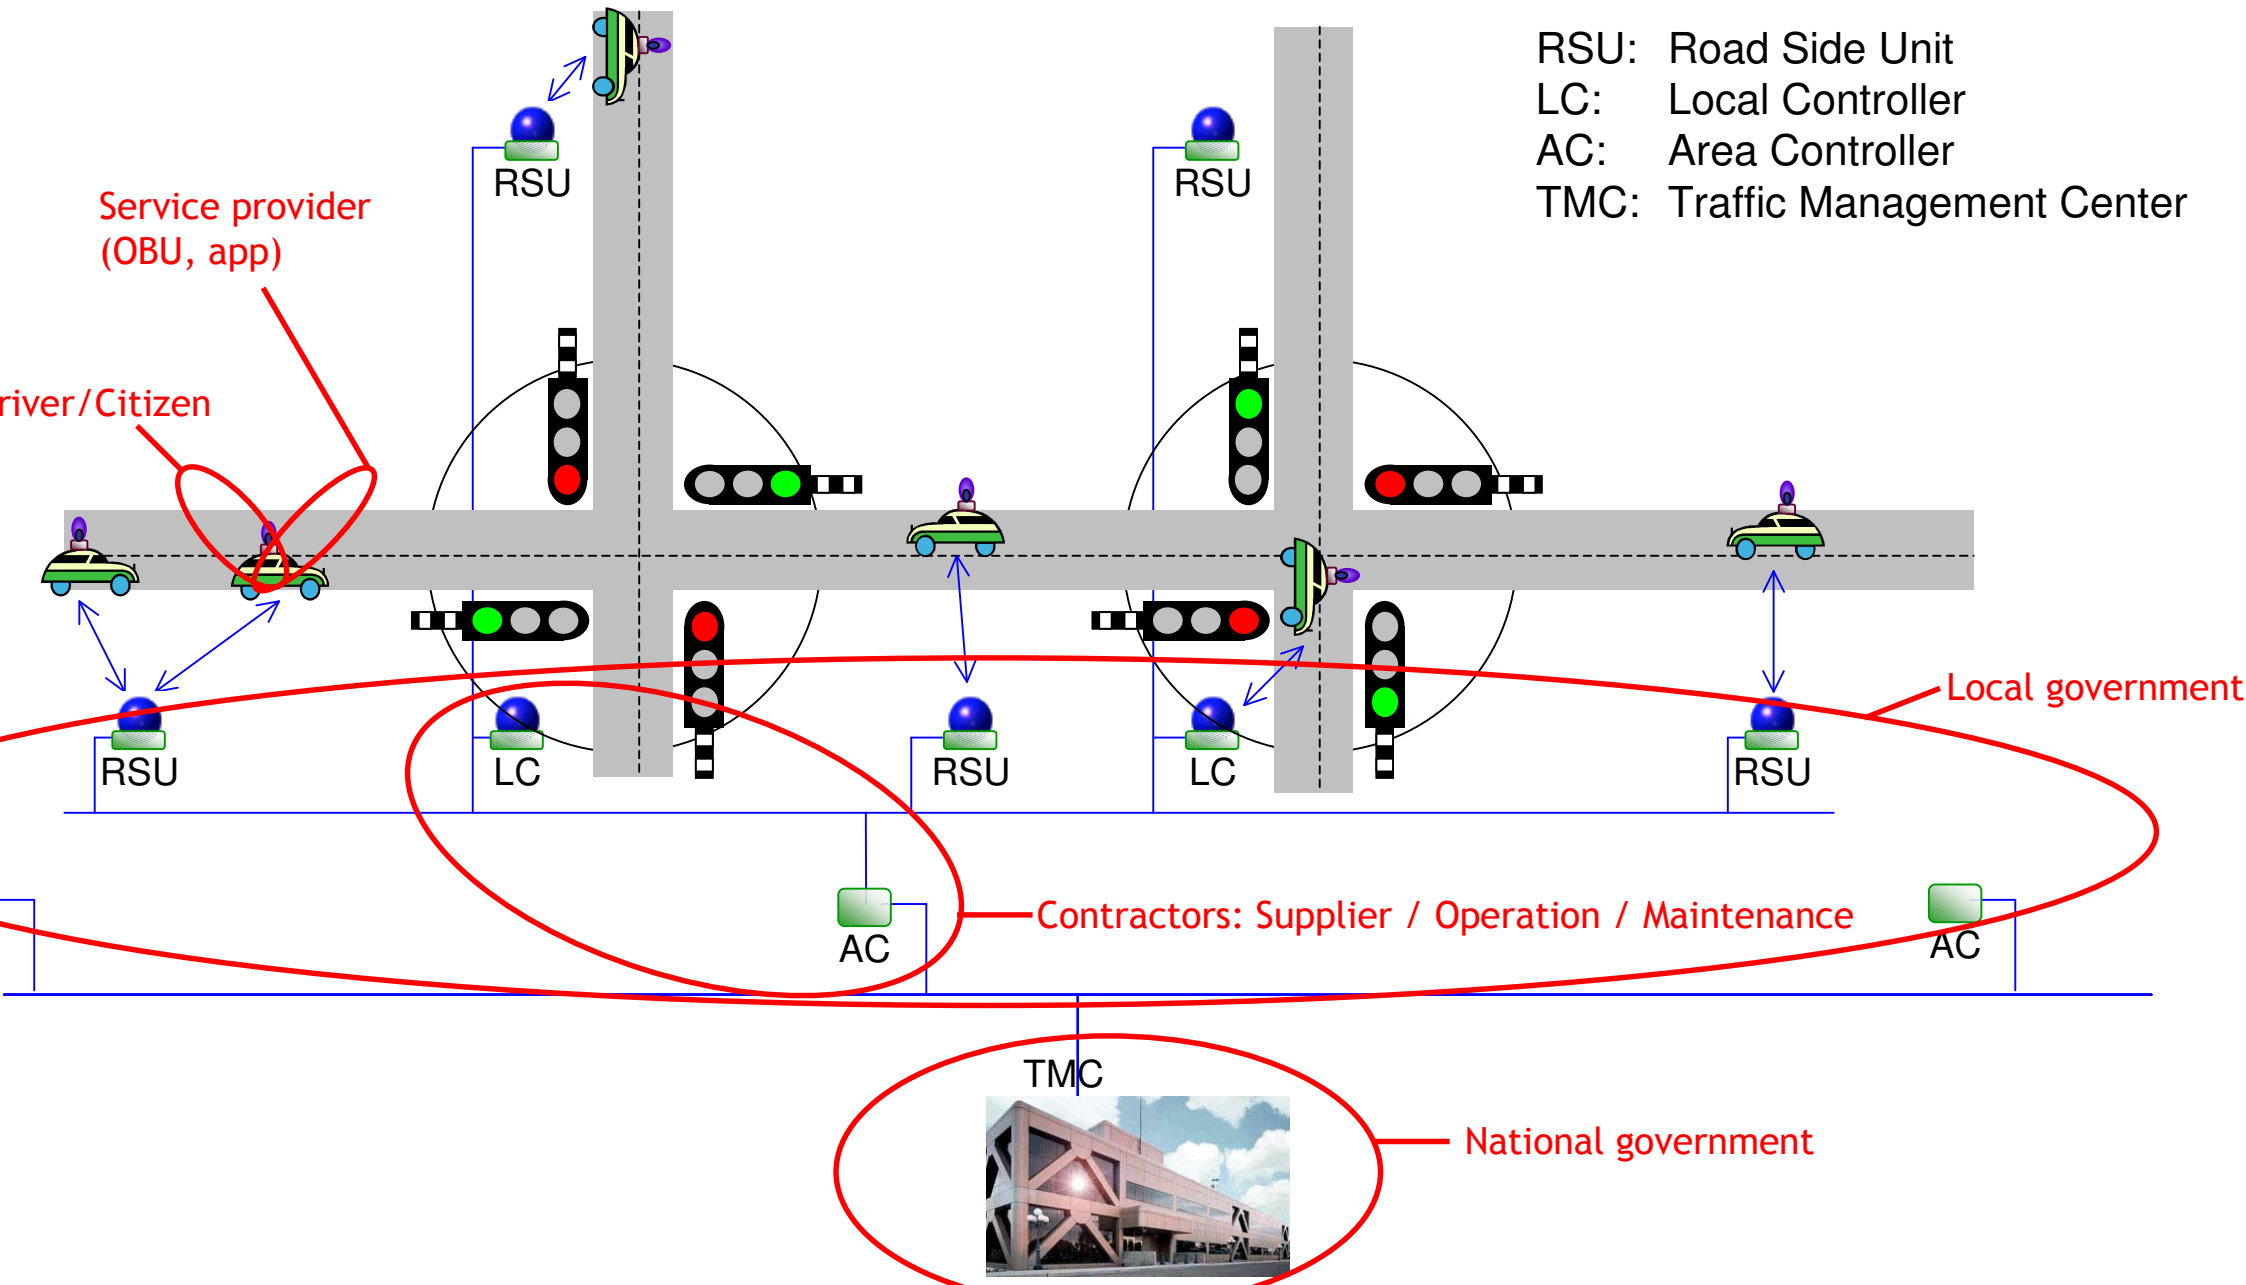 RSU: Road Side Unit
LC: Local Controller
AC: Area Controller
TMC: Traffic Management Center
RSU
RSU
Service provider
(OBU, app)
river/Citizen
Local government
RSU
LC
RSU
LC
RSU
Contractors: Supplier / Operation / Maintenance
AC
AC
TMC
National government